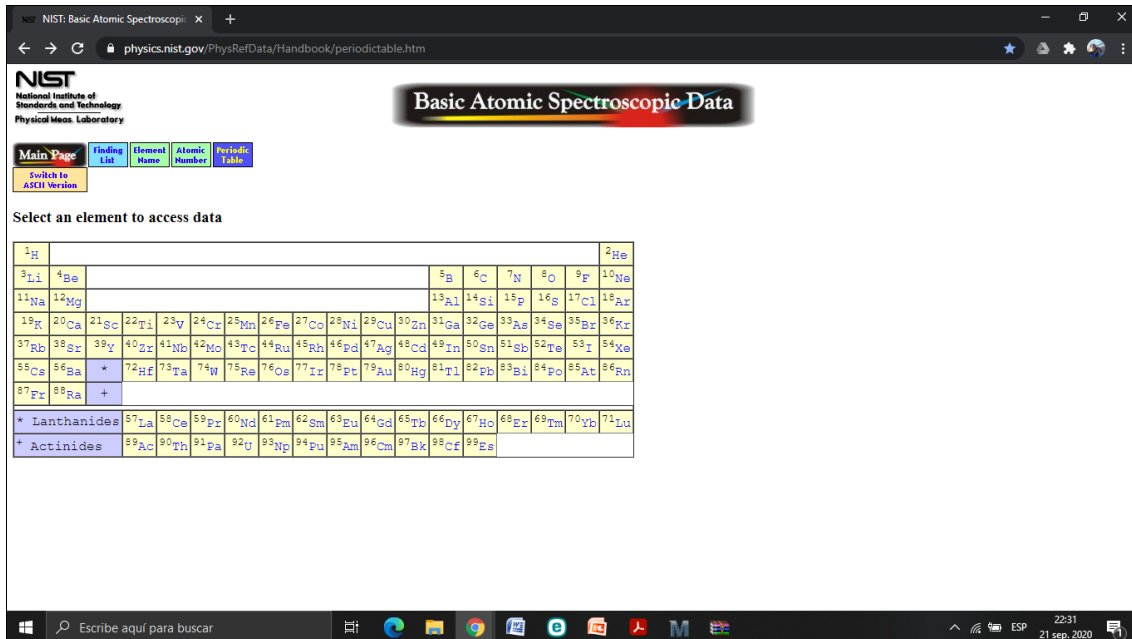 NIST: Basic Atomic Spectroscopic
physics.nist.gov/PhysRefData/Handbook/periodictable.htm
NIST
National Institute of
Standards and Technology
Physical Meas. Laboratory
Basic Atomic Spectroscopic Data
Main Page
Finding List
Element Name
Atomic Number
Periodic Table
Switch to
ASCII Version
Select an element to access data
1H 2He
3Li 4Be 5B 6C 7N 8O 9F 10Ne
11Na 12Mg 13Al 14Si 15P 16S 17Cl 18Ar
19K 20Ca 21Sc 22Ti 23V 24Cr 25Mn 26Fe 27Co 28Ni 29Cu 30Zn 31Ga 32Ge 33As 34Se 35Br 36Kr
37Rb 38Sr 39Y 40Zr 41Nb 42Mo 43Tc 44Ru 45Rh 46Pd 47Ag 48Cd 49In 50Sn 51Sb 52Te 53I 54Xe
55Cs 56Ba * 72Hf 73Ta 74W 75Re 76Os 77Ir 78Pt 79Au 80Hg 81Tl 82Pb 83Bi 84Po 85At 86Rn
87Fr 88Ra +
* Lanthanides 57La 58Ce 59Pr 60Nd 61Pm 62Sm 63Eu 64Gd 65Tb 66Dy 67Ho 68Er 69Tm 70Yb 71Lu
+ Actinides 89Ac 90Th 91Pa 92U 93Np 94Pu 95Am 96Cm 97Bk 98Cf 99Es
Escribe aquí para buscar
ESP
22:31
21 sep. 2020